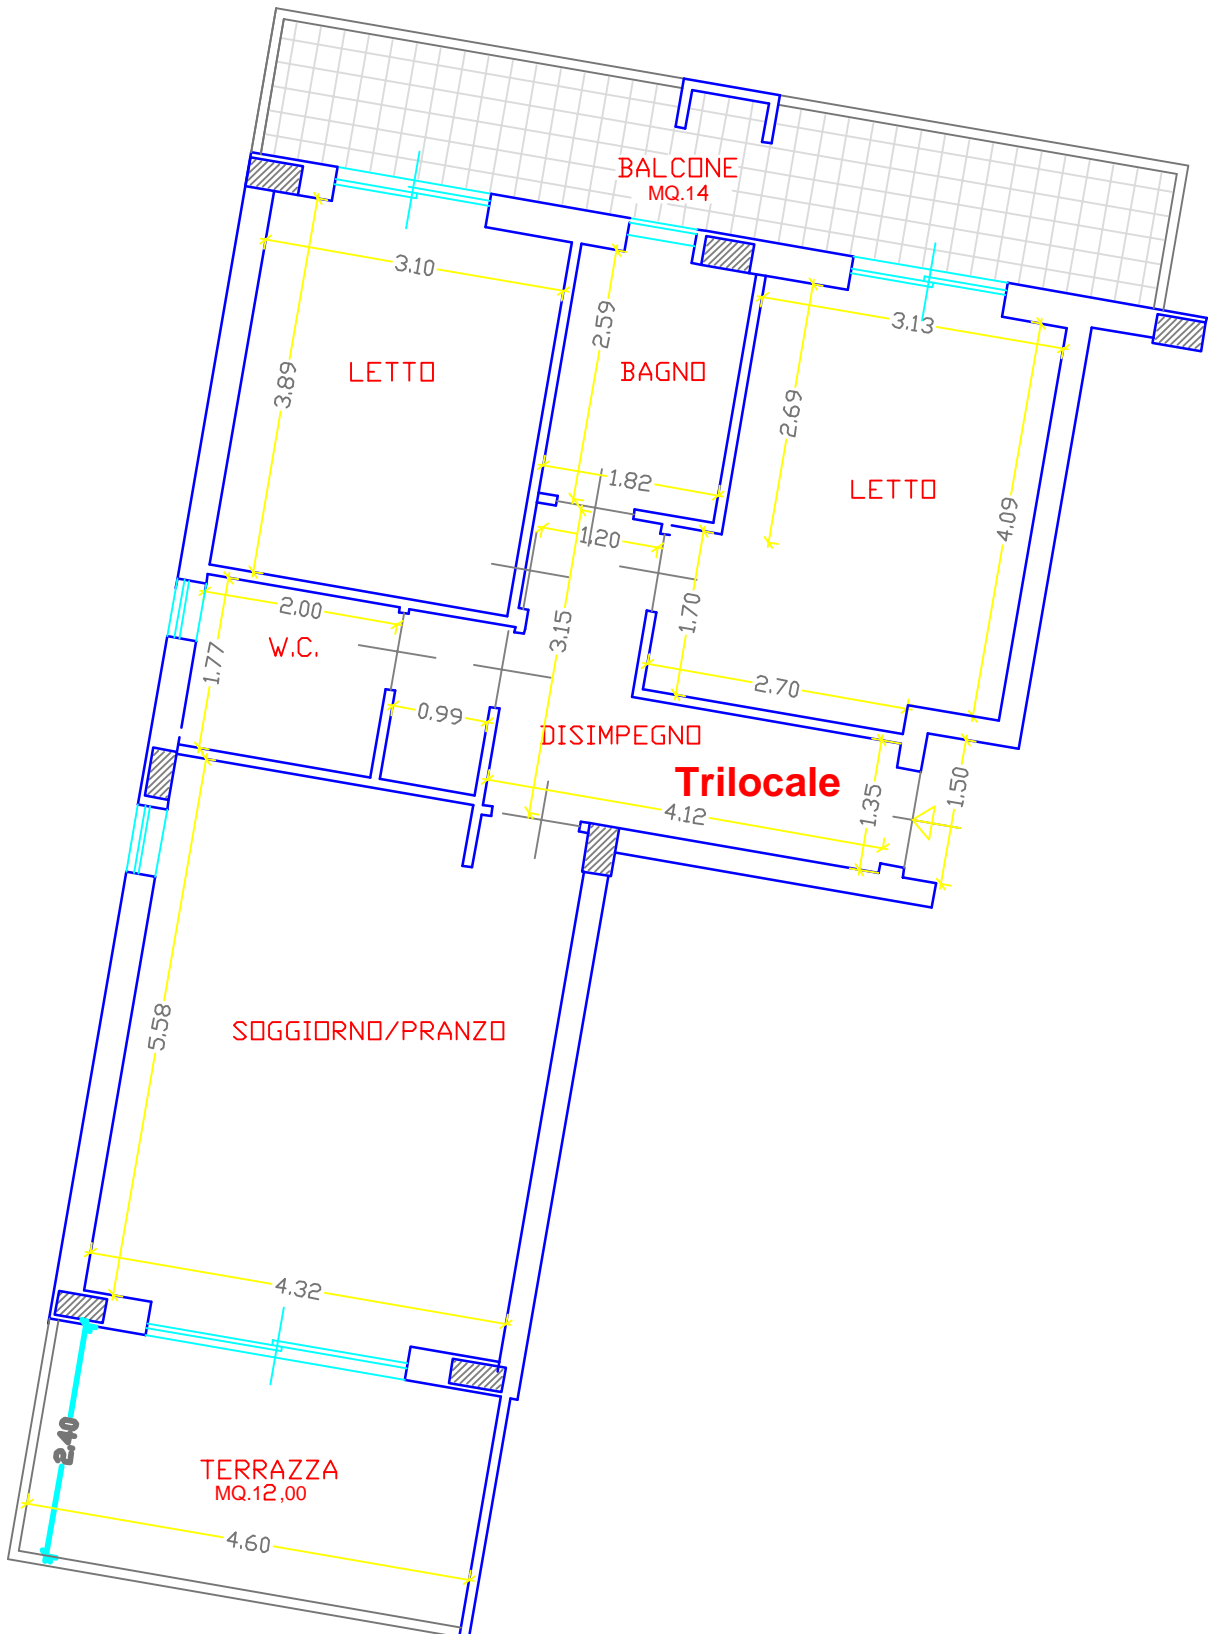 BALCONE
MQ.14
3.10
2.59
3.13
3.89
LETTO
BAGNO
2.69
1.82
LETTO
4.09
1.20
2.00
1.70
3.15
W.C.
1.77
2.70
0.99
DISIMPEGNO
Trilocale
1.50
1.35
4.12
5.58
SOGGIORNO/PRANZO
4.32
2.40
TERRAZZA
MQ.12,00
4.60